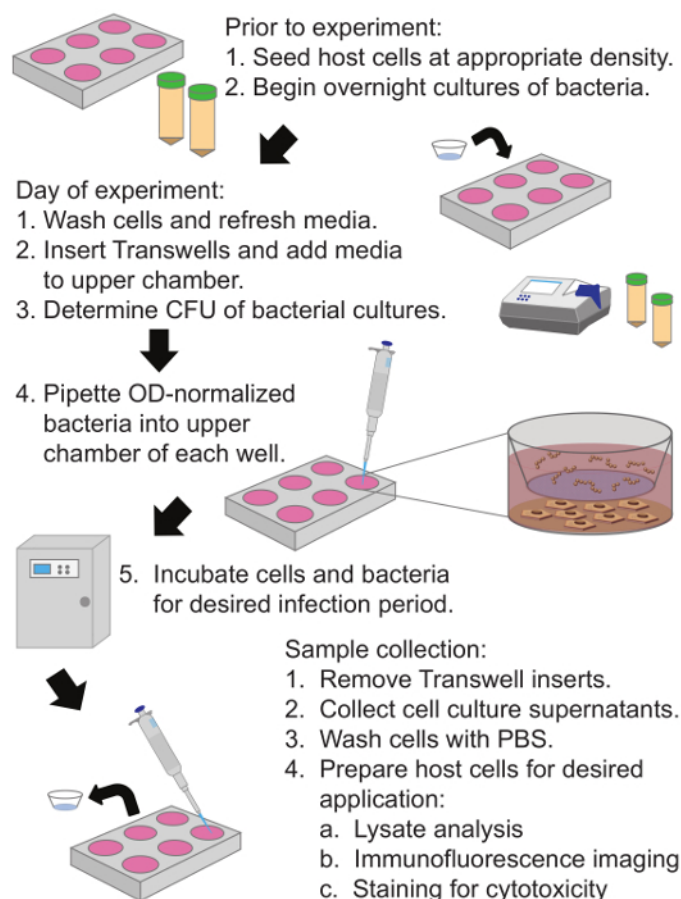 Prior to experiment:
1. Seed host cells at appropriate density.
2. Begin overnight cultures of bacteria.
Day of experiment:
1. Wash cells and refresh media.
2. Insert Transwells and add media
to upper chamber.
3. Determine CFU of bacterial cultures.
4. Pipette OD-normalized
bacteria into upper
chamber of each well.
5. Incubate cells and bacteria
for desired infection period.
Sample collection:
1. Remove Transwell inserts.
2. Collect cell culture supernatants.
3. Wash cells with PBS.
4. Prepare host cells for desired
application:
a. Lysate analysis
b. Immunofluorescence imaging
c. Staining for cytotoxicity